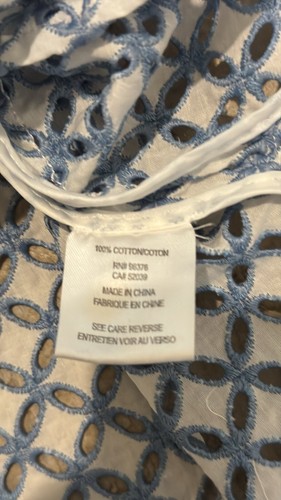 100% COTTON/COTON
RN# 98378
CA# 52039
MADE IN CHINA
FABRIQUE EN CHINE
SEE CARE REVERSE
ENTRETIEN VOIR AU VERSO